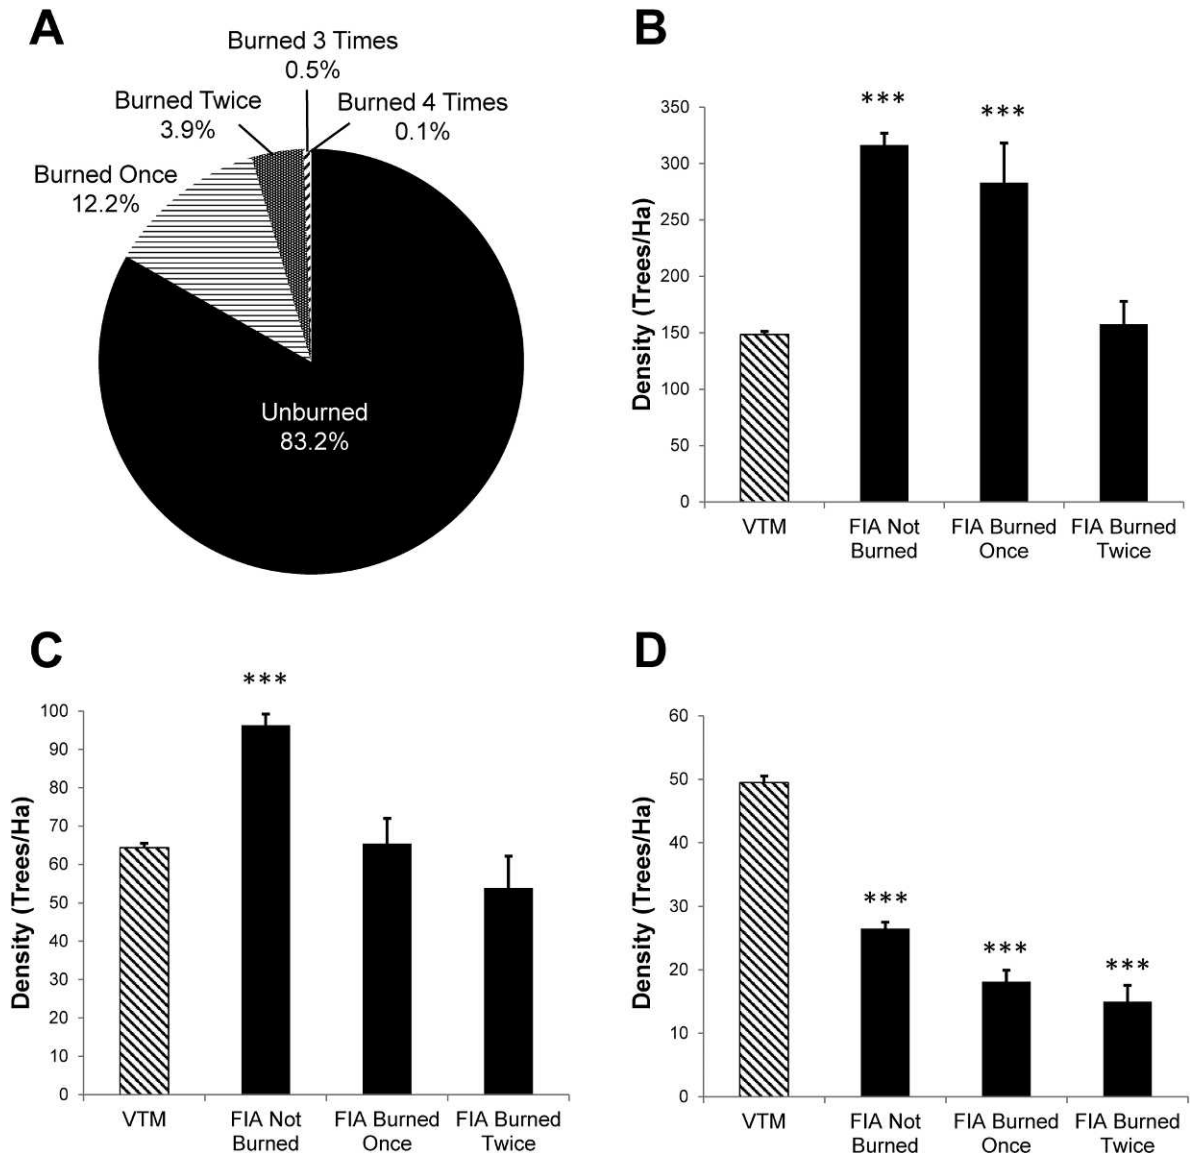 A
Burned 3 Times
0.5%
Burned Twice
3.9%
Burned 4 Times
0.1%
Burned Once
12.2%
Unburned
83.2%
B
***
***
350
300
250
200
150
100
50
0
Density (Trees/Ha)
VTM
FIA Not
Burned
FIA Burned
Once
FIA Burned
Twice
C
***
100
90
80
70
60
50
40
30
20
10
0
Density (Trees/Ha)
VTM
FIA Not
Burned
FIA Burned
Once
FIA Burned
Twice
D
60
50
40
30
20
10
0
***
***
***
Density (Trees/Ha)
VTM
FIA Not
Burned
FIA Burned
Once
FIA Burned
Twice